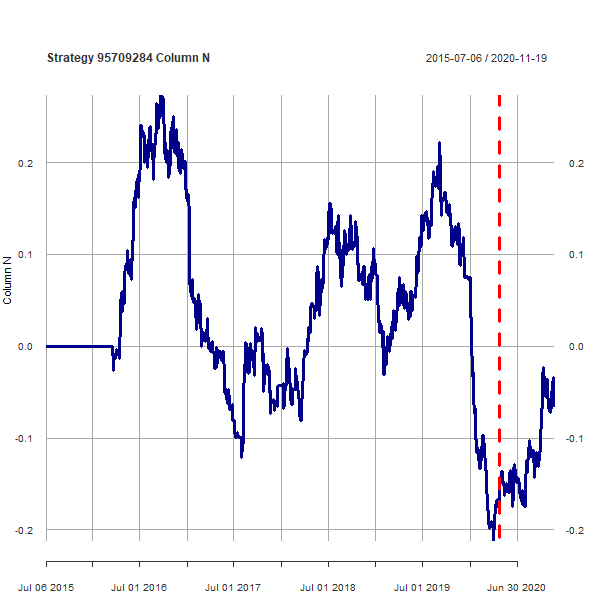 Strategy 95709284 Column N
2015-07-06 / 2020-11-19
Column N
0.2
0.1
0.0
-0.1
-0.2
0.2
0.1
0.0
-0.1
-0.2
Jul 06 2015
Jul 01 2016
Jul 01 2017
Jul 01 2018
Jul 01 2019
Jun 30 2020